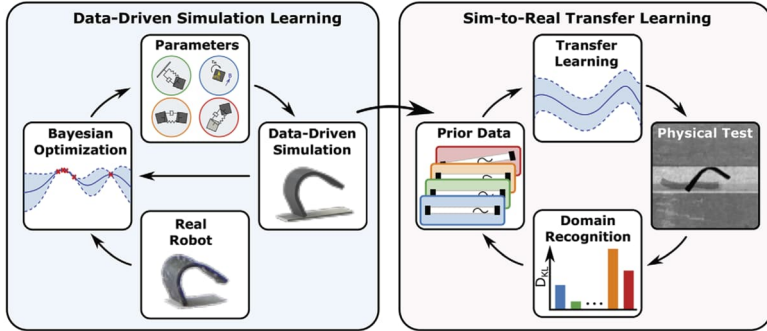 Data-Driven Simulation Learning
Parameters
Bayesian
Optimization
Data-Driven
Simulation
Real
Robot
Sim-to-Real Transfer Learning
Transfer
Learning
Prior Data
Physical Test
Domain
Recognition
D_KL
...